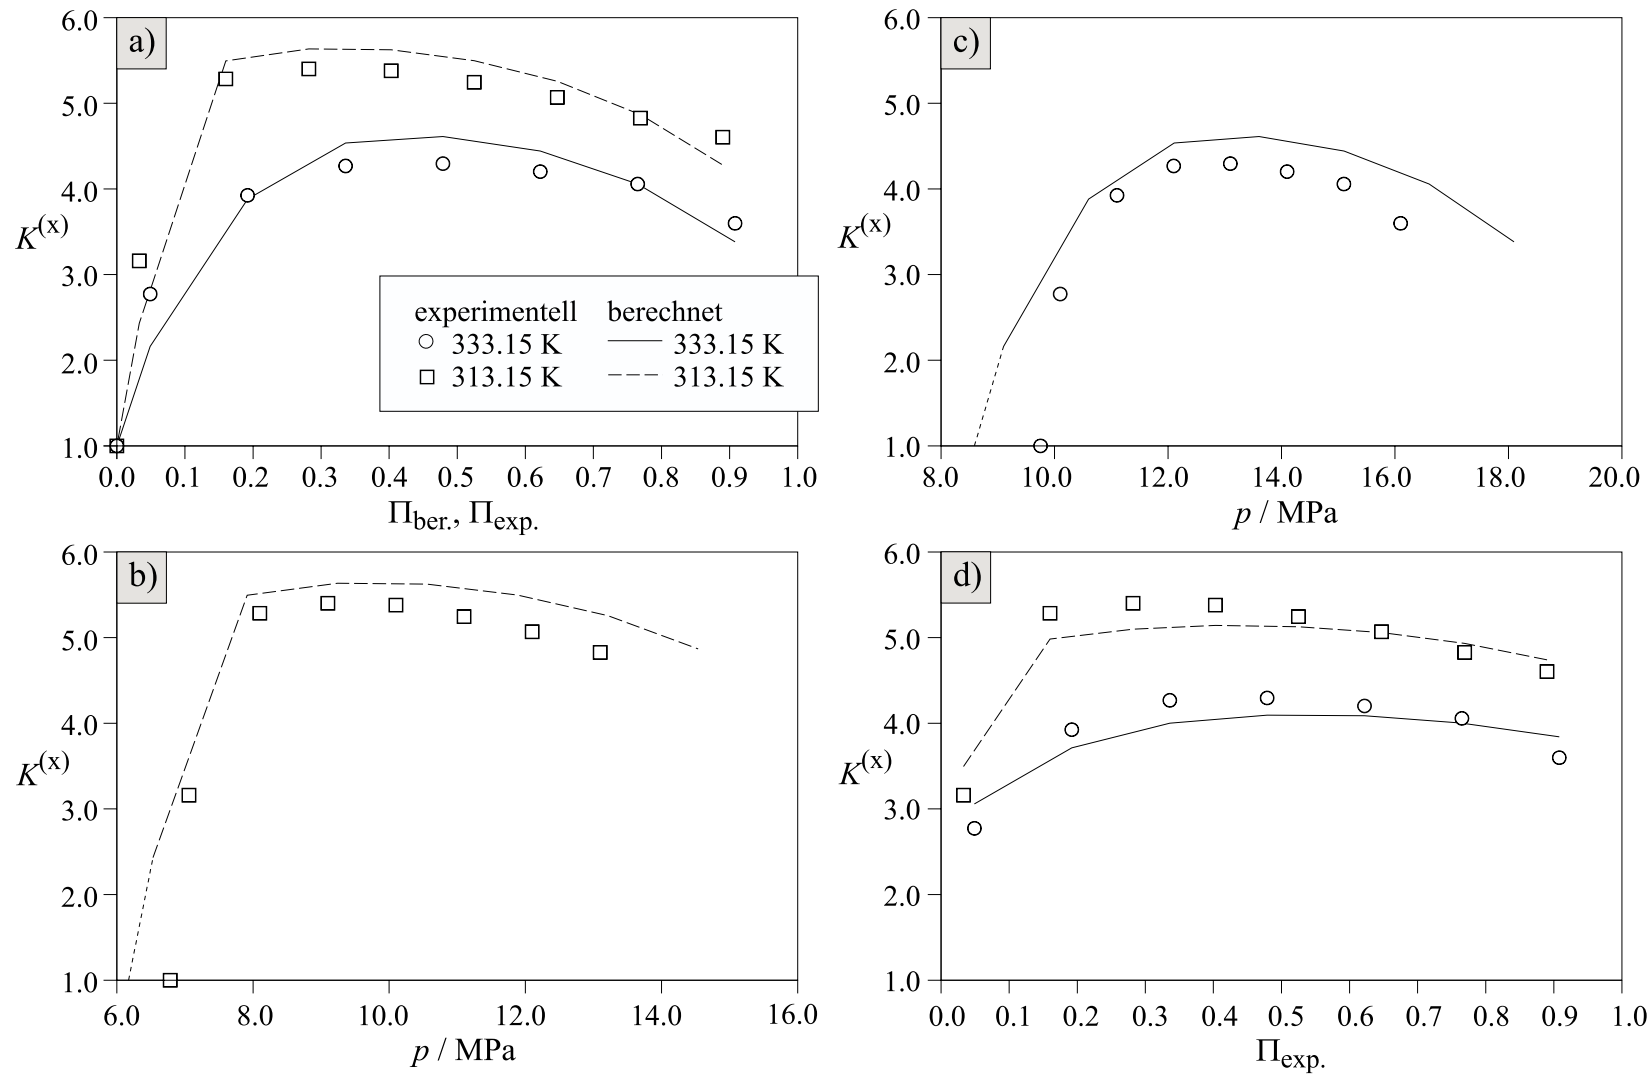 a)
6.0
5.0
4.0
3.0
2.0
1.0
K(x)
0.0 0.1 0.2 0.3 0.4 0.5 0.6 0.7 0.8 0.9 1.0
Πber., Πexp.
experimentell berechnet
333.15 K 333.15 K
313.15 K 313.15 K
c)
6.0
5.0
4.0
3.0
2.0
1.0
K(x)
8.0 10.0 12.0 14.0 16.0 18.0 20.0
p / MPa
b)
6.0
5.0
4.0
3.0
2.0
1.0
K(x)
6.0 8.0 10.0 12.0 14.0 16.0
p / MPa
d)
6.0
5.0
4.0
3.0
2.0
1.0
K(x)
0.0 0.1 0.2 0.3 0.4 0.5 0.6 0.7 0.8 0.9 1.0
Πexp.